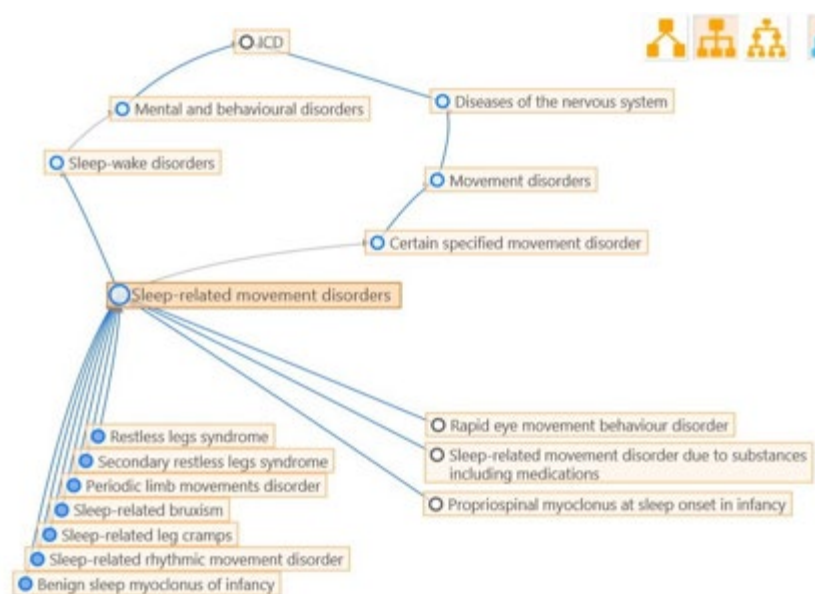 ICD
Mental and behavioural disorders
Diseases of the nervous system
Sleep-wake disorders
Movement disorders
Certain specified movement disorder
Sleep-related movement disorders
Rapid eye movement behaviour disorder
Restless legs syndrome
Sleep-related movement disorder due to substances
including medications
Secondary restless legs syndrome
Periodic limb movements disorder
Propriospinal myoclonus at sleep onset in infancy
Sleep-related bruxism
Sleep-related leg cramps
Sleep-related rhythmic movement disorder
Benign sleep myoclonus of infancy